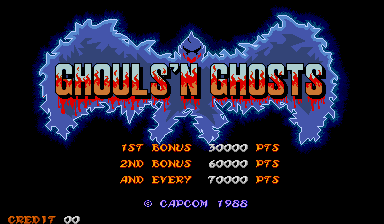 GHOULS'N GHOSTS
1ST BONUS 30000 PTS
2ND BONUS 60000 PTS
AND EVERY 70000 PTS
© CAPCOM 1988
CREDIT 00